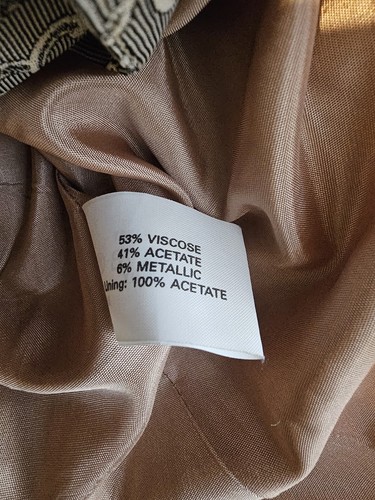 53% VISCOSE
41% ACETATE
6% METALLIC
Lining: 100% ACETATE